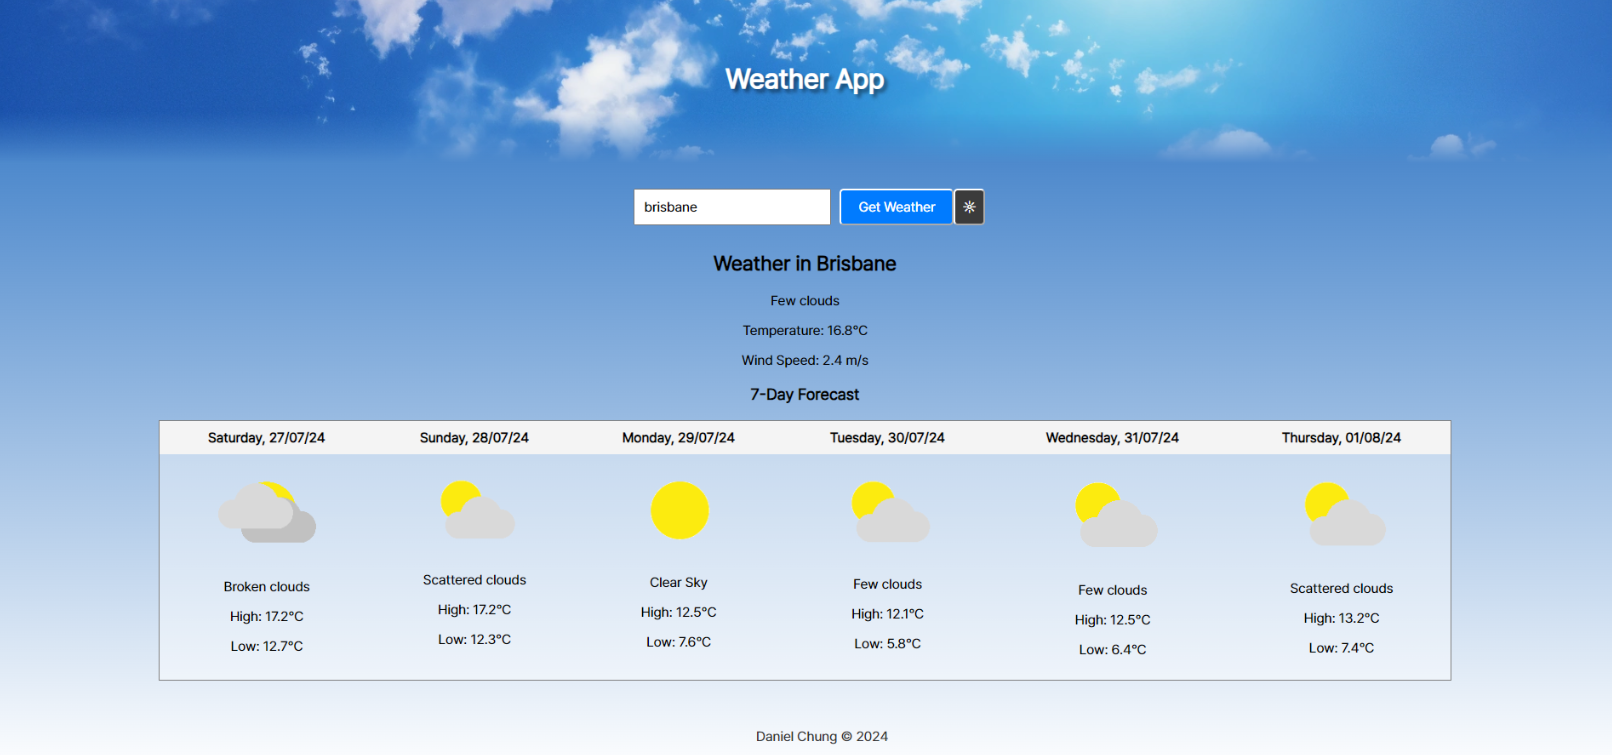 Weather App
brisbane
Get Weather
Weather in Brisbane
Few clouds
Temperature: 16.8°C
Wind Speed: 2.4 m/s
7-Day Forecast
Saturday, 27/07/24 Sunday, 28/07/24 Monday, 29/07/24 Tuesday, 30/07/24 Wednesday, 31/07/24 Thursday, 01/08/24
Broken clouds Scattered clouds Clear Sky Few clouds Few clouds Scattered clouds
High: 17.2°C High: 17.2°C High: 12.5°C High: 12.1°C High: 12.5°C High: 13.2°C
Low: 12.7°C Low: 12.3°C Low: 7.6°C Low: 5.8°C Low: 6.4°C Low: 7.4°C
Daniel Chung © 2024